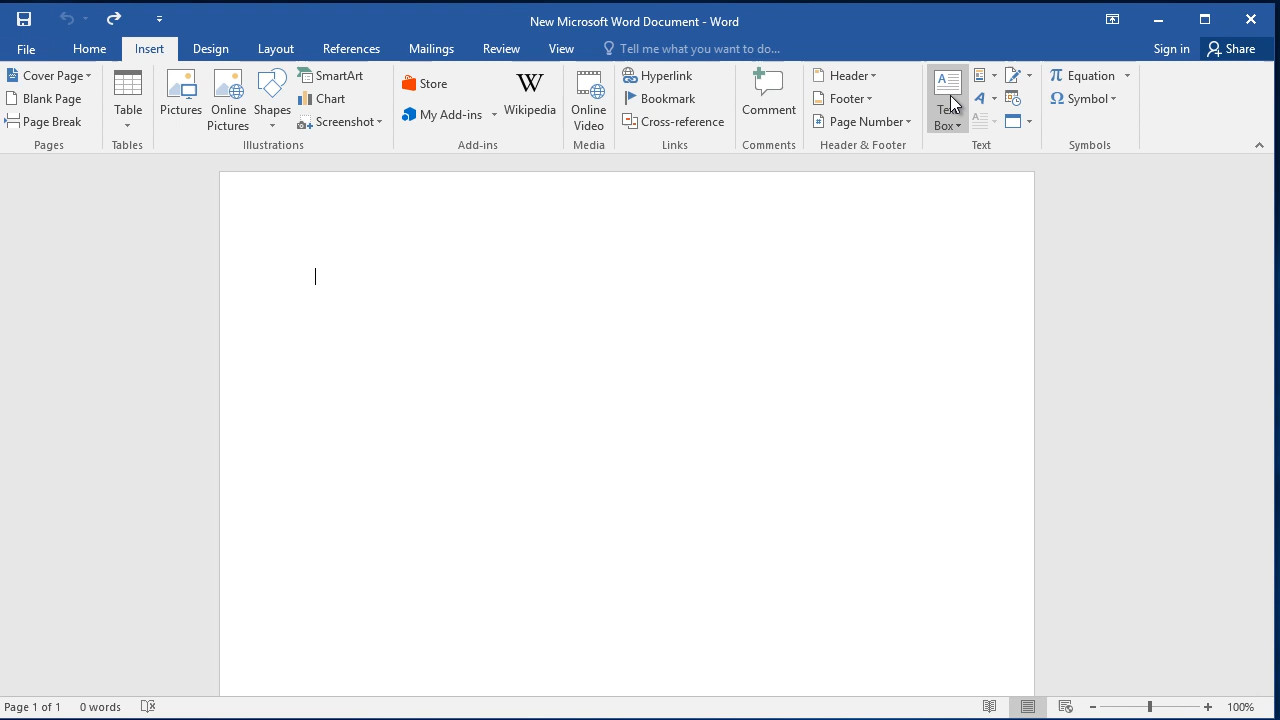 New Microsoft Word Document - Word
File Home Insert Design Layout References Mailings Review View Tell me what you want to do... Sign in Share
Cover Page
Blank Page
Page Break
Pages
Table
Tables
Pictures
Online
Pictures
Shapes
SmartArt
Chart
Screenshot
Illustrations
Store
My Add-ins
W
Wikipedia
Add-ins
Online
Video
Media
Hyperlink
Bookmark
Cross-reference
Links
Comment
Comments
Header
Footer
Page Number
Header & Footer
Text
Box
Text
π Equation
Ω Symbol
Symbols
Page 1 of 1 0 words 100%